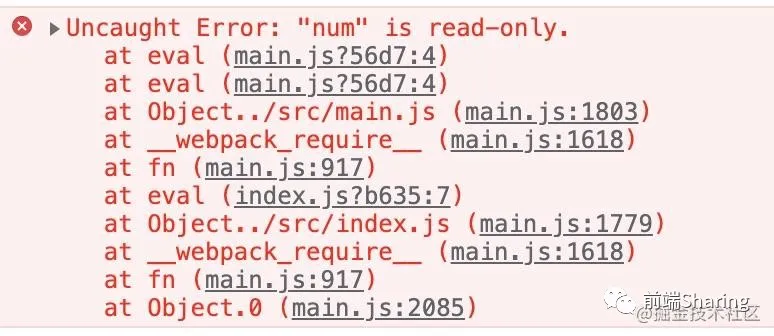 Uncaught Error: "num" is read-only.
at eval (main.js?56d7:4)
at eval (main.js?56d7:4)
at Object../src/main.js (main.js:1803)
at __webpack_require__ (main.js:1618)
at fn (main.js:917)
at eval (index.js?b635:7)
at Object../src/index.js (main.js:1779)
at __webpack_require__ (main.js:1618)
at fn (main.js:917)
at Object.0 (main.js:2085)
前端Sharing
@掘金技术社区